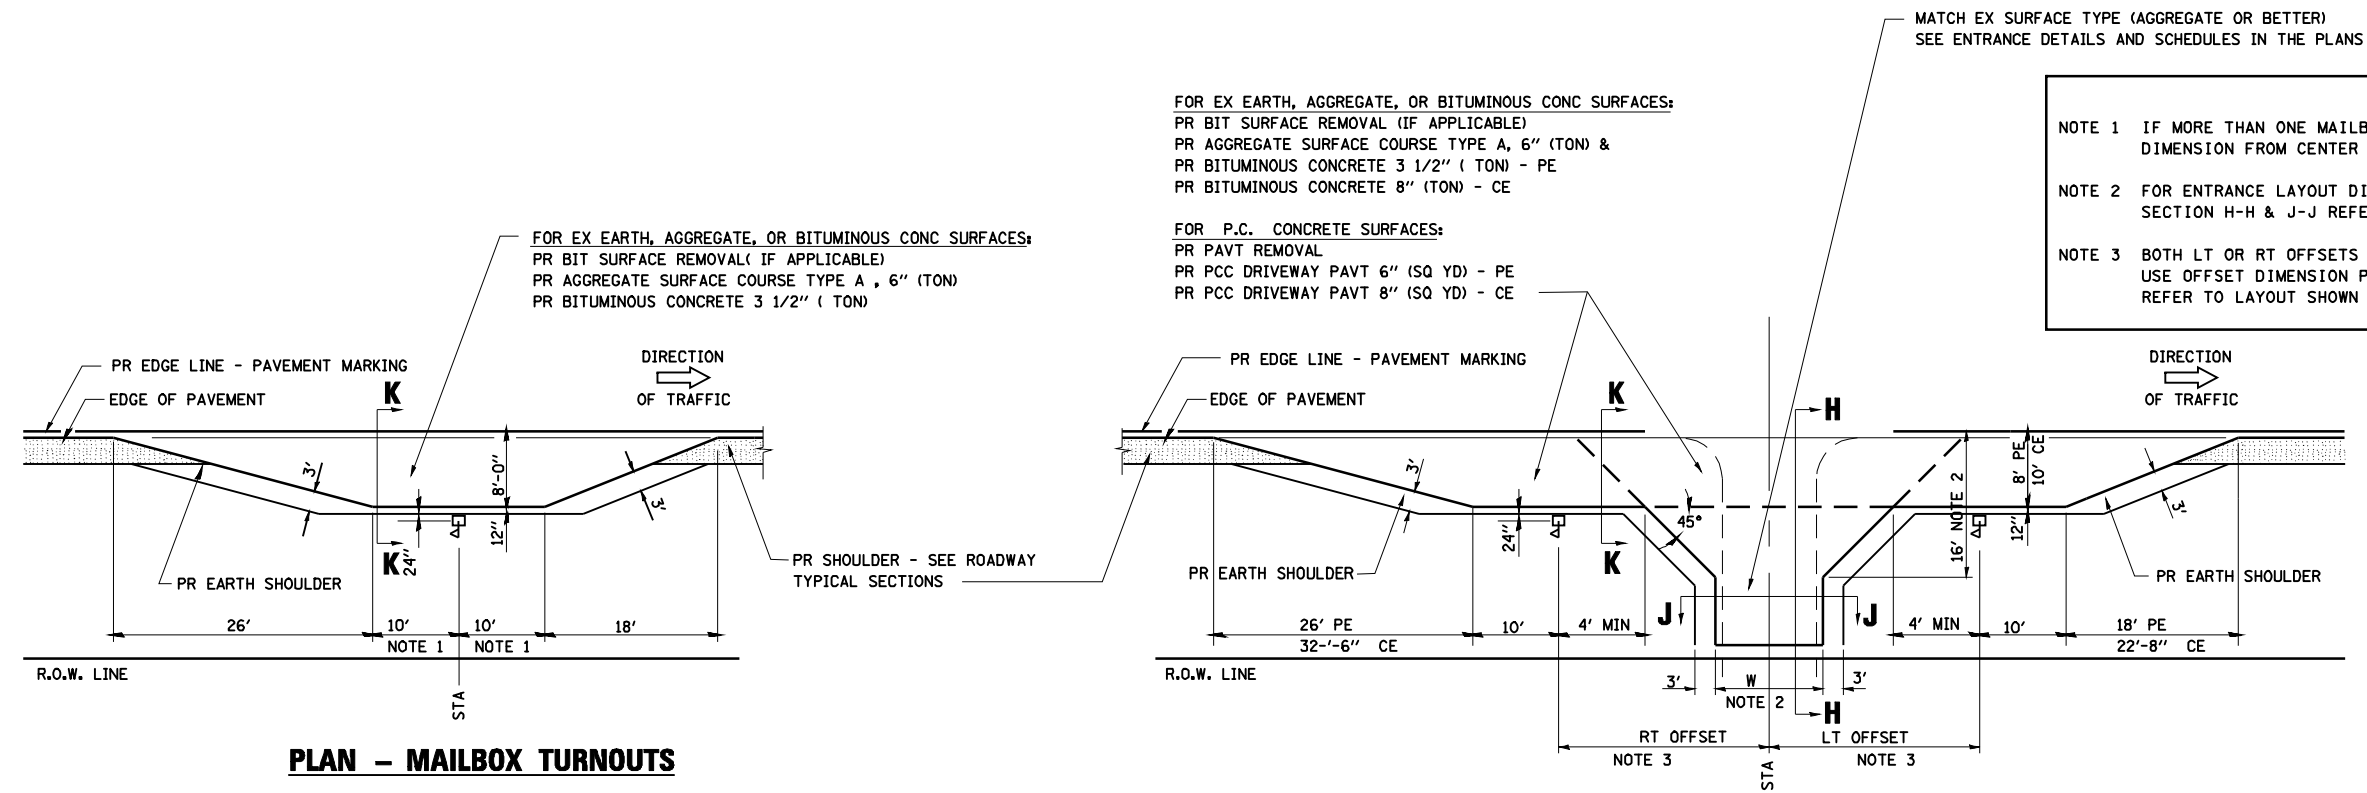 MATCH EX SURFACE TYPE (AGGREGATE OR BETTER)
SEE ENTRANCE DETAILS AND SCHEDULES IN THE PLANS
FOR EX EARTH, AGGREGATE, OR BITUMINOUS CONC SURFACES:
PR BIT SURFACE REMOVAL (IF APPLICABLE)
PR AGGREGATE SURFACE COURSE TYPE A, 6" (TON) &
PR BITUMINOUS CONCRETE 3 1/2" ( TON) - PE
PR BITUMINOUS CONCRETE 8" (TON) - CE
FOR P.C. CONCRETE SURFACES:
PR PAVT REMOVAL
PR PCC DRIVEWAY PAVT 6" (SQ YD) - PE
PR PCC DRIVEWAY PAVT 8" (SQ YD) - CE
NOTE 1 IF MORE THAN ONE
DIMENSION FROM CENTER
NOTE 2 FOR ENTRANCE LAYOUT
SECTION H-H & J-J
NOTE 3 BOTH LT OR RT OFFSETS
USE OFFSET DIMENSION
REFER TO LAYOUT SHOWN
FOR EX EARTH, AGGREGATE, OR BITUMINOUS CONC SURFACES:
PR BIT SURFACE REMOVAL( IF APPLICABLE)
PR AGGREGATE SURFACE COURSE TYPE A , 6" (TON)
PR BITUMINOUS CONCRETE 3 1/2" ( TON)
PR EDGE LINE - PAVEMENT MARKING
EDGE OF PAVEMENT
K
DIRECTION
OF TRAFFIC
3'
8'-0"
3'
24"
12"
K
PR EARTH SHOULDER
PR SHOULDER - SEE ROADWAY
TYPICAL SECTIONS
26'
10'
10'
18'
NOTE 1
NOTE 1
R.O.W. LINE
STA
PLAN - MAILBOX TURNOUTS
PR EDGE LINE - PAVEMENT MARKING
EDGE OF PAVEMENT
K
H
DIRECTION
OF TRAFFIC
3'
8' PE
10' CE
16' NOTE 2
45°
24"
12"
3'
K
PR EARTH SHOULDER
PR EARTH SHOULDER
J
J
26' PE
32-'-6" CE
10'
4' MIN
4' MIN
10'
18' PE
22'-8" CE
R.O.W. LINE
3'
W
3'
NOTE 2
H
RT OFFSET
LT OFFSET
NOTE 3
NOTE 3
STA